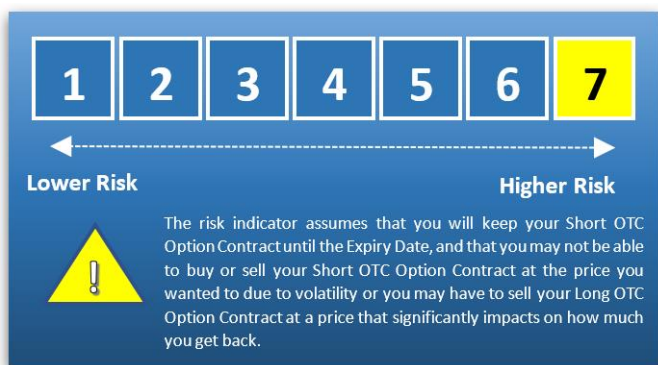 1 2 3 4 5 6 7
Lower Risk Higher Risk
The risk indicator assumes that you will keep your Short OTC
Option Contract until the Expiry Date, and that you may not be able
to buy or sell your Short OTC Option Contract at the price you
wanted to due to volatility or you may have to sell your Long OTC
Option Contract at a price that significantly impacts on how much
you get back.
!